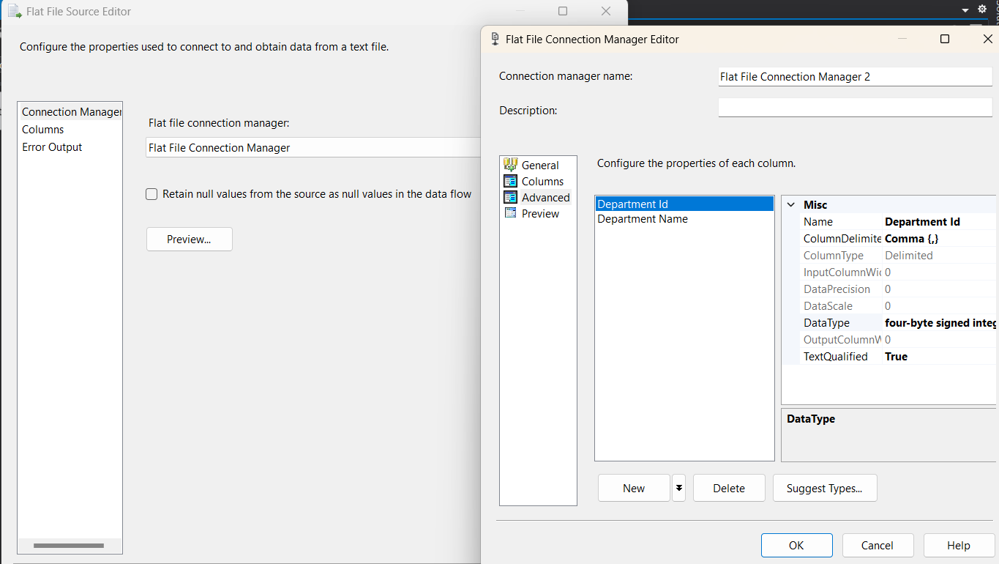 Flat File Source Editor
Configure the properties used to connect to and obtain data from a text file.
Connection Manager
Columns
Error Output
Flat file connection manager:
Flat File Connection Manager
Retain null values from the source as null values in the data flow
Preview...
Flat File Connection Manager Editor
Connection manager name:
Flat File Connection Manager 2
Description:
General
Columns
Advanced
Preview
Configure the properties of each column.
Department Id
Department Name
Misc
Name Department Id
ColumnDelimite Comma {,}
ColumnType Delimited
InputColumnWi 0
DataPrecision 0
DataScale 0
DataType four-byte signed integ
OutputColumnW 0
TextQualified True
DataType
New
Delete
Suggest Types...
OK
Cancel
Help